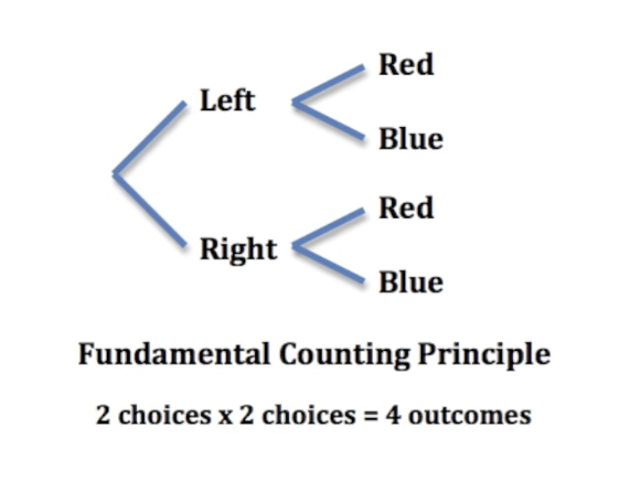 Red
Left
Blue
Red
Right
Blue
Fundamental Counting Principle
2 choices x 2 choices = 4 outcomes